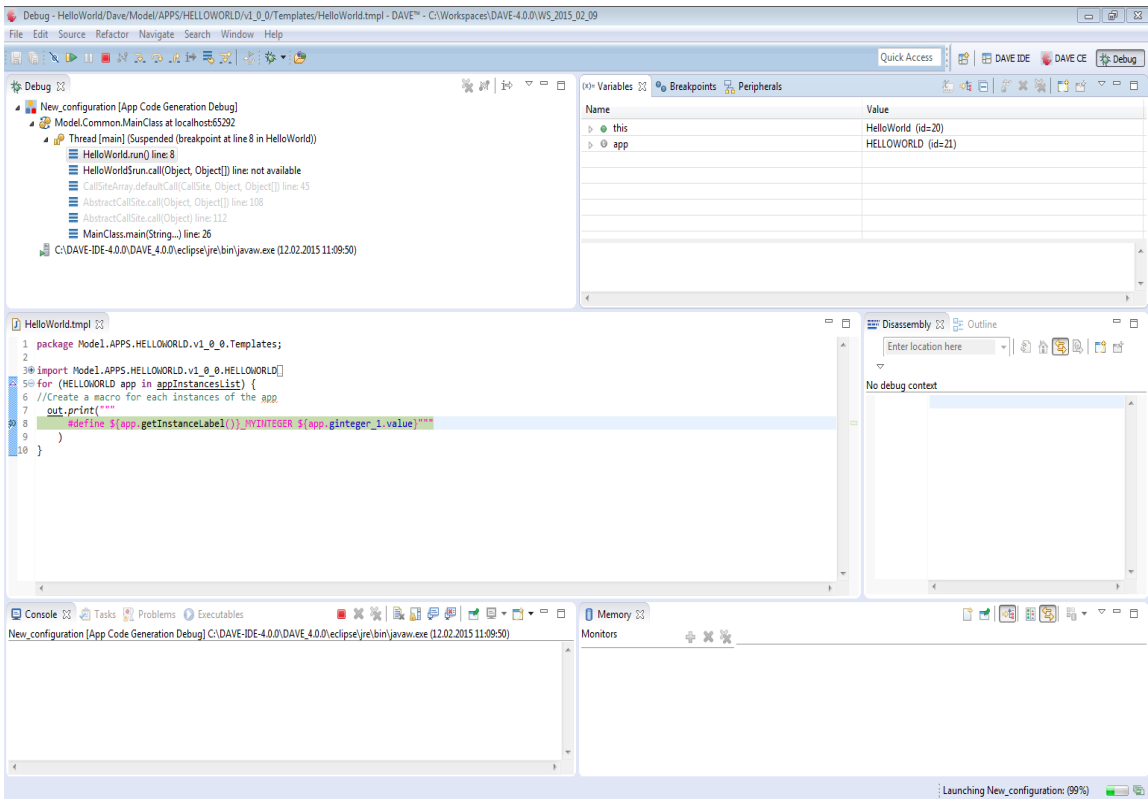 Debug - HelloWorld/Dave/Model/APPS/HELLOWORLD/v1_0_0/Templates/HelloWorld.tmpl - DAVE™ - C:\Workspaces\DAVE-4.0.0\WS_2015_02_09
File Edit Source Refactor Navigate Search Window Help
Quick Access DAVE IDE DAVE CE Debug
Debug
New_configuration [App Code Generation Debug]
Model.Common.MainClass at localhost:65292
Thread [main] (Suspended (breakpoint at line 8 in HelloWorld))
HelloWorld.run() line: 8
HelloWorld$run.call(Object, Object[]) line: not available
CallSiteArray.defaultCall(CallSite, Object, Object[]) line: 45
AbstractCallSite.call(Object, Object[]) line: 108
AbstractCallSite.call(Object) line: 112
MainClass.main(String...) line: 26
C:\DAVE-IDE-4.0.0\DAVE_4.0.0\eclipse\jre\bin\javaw.exe (12.02.2015 11:09:50)
(x)= Variables Breakpoints Peripherals
Name Value
this HelloWorld (id=20)
app HELLOWORLD (id=21)
HelloWorld.tmpl
1 package Model.APPS.HELLOWORLD.v1_0_0.Templates;
2
3 import Model.APPS.HELLOWORLD.v1_0_0.HELLOWORLD
5 for (HELLOWORLD app in appInstancesList) {
6 //Create a macro for each instances of the app
7 out.print("""
8 #define ${app.getInstanceLabel()}_MYINTEGER ${app.ginteger_1.value}"""
9 )
10 }
Disassembly Outline
Enter location here
No debug context
Console Tasks Problems Executables
New_configuration [App Code Generation Debug] C:\DAVE-IDE-4.0.0\DAVE_4.0.0\eclipse\jre\bin\javaw.exe (12.02.2015 11:09:50)
Memory
Monitors
Launching New_configuration: (99%)